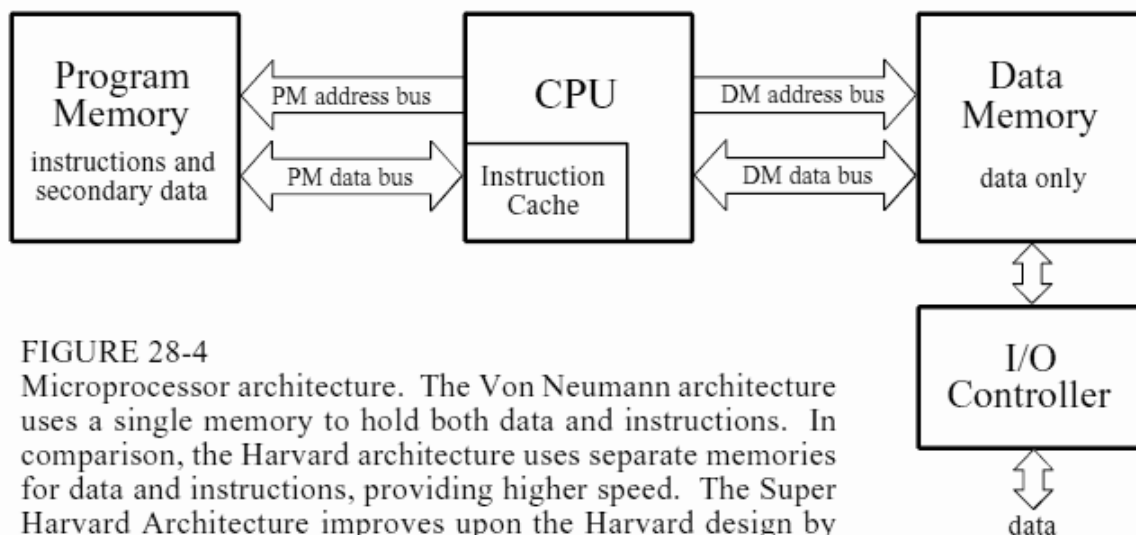 Program
Memory
instructions and
secondary data
PM address bus
PM data bus
CPU
Instruction
Cache
DM address bus
DM data bus
Data
Memory
data only
I/O
Controller
data
FIGURE 28-4
Microprocessor architecture. The Von Neumann architecture
uses a single memory to hold both data and instructions. In
comparison, the Harvard architecture uses separate memories
for data and instructions, providing higher speed. The Super
Harvard Architecture improves upon the Harvard design by